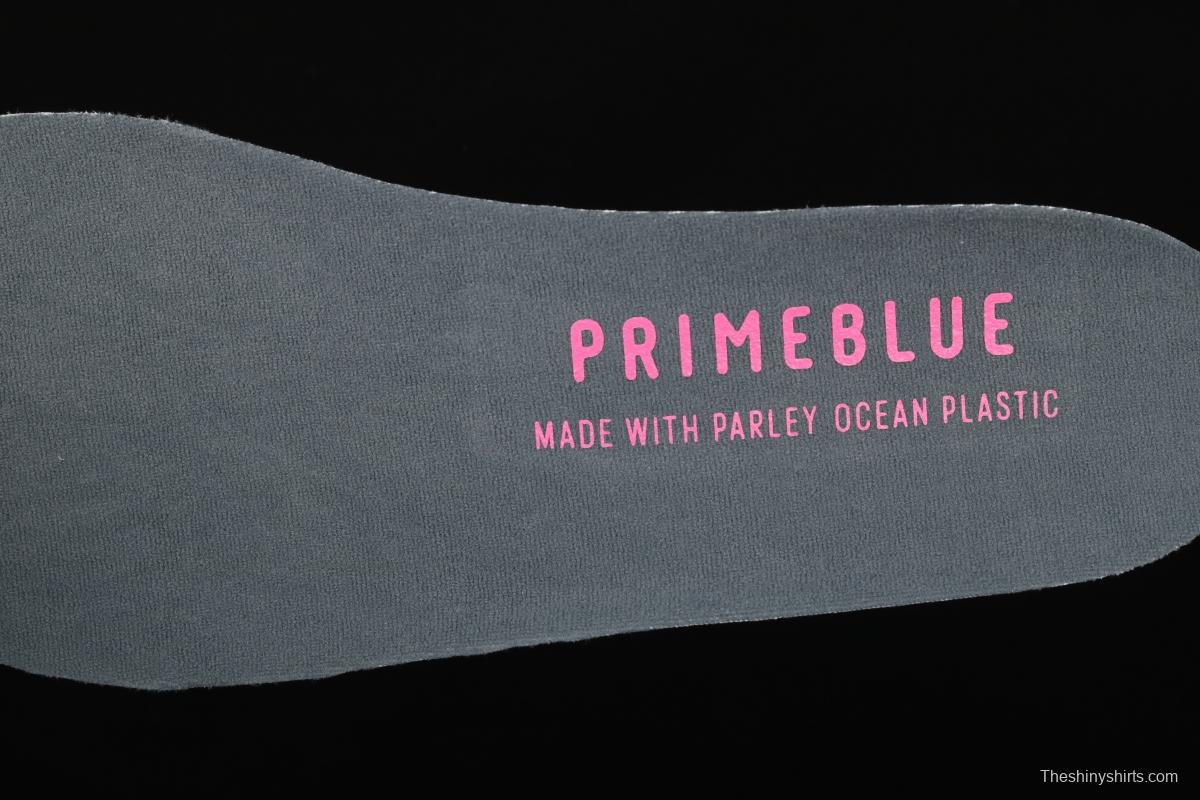 PRIMEBLUE
MADE WITH PARLEY OCEAN PLASTIC
Theshinyshirts.com